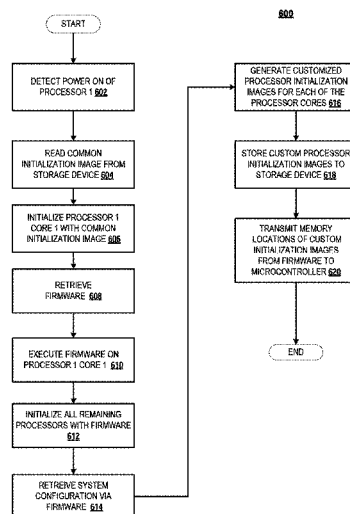 600
START
DETECT POWER ON OF
PROCESSOR 1 602
READ COMMON
INITIALIZATION IMAGE FROM
STORAGE DEVICE 604
INITIALIZE PROCESSOR 1
CORE 1 WITH COMMON
INITIALIZATION IMAGE 606
RETRIEVE
FIRMWARE 608
EXECUTE FIRMWARE ON
PROCESSOR 1 CORE 1 610
INITIALIZE ALL REMAINING
PROCESSORS WITH FIRMWARE
612
RETREIVE SYSTEM
CONFIGURATION VIA
FIRMWARE 614
GENERATE CUSTOMIZED
PROCESSOR INITIALIZATION
IMAGES FOR EACH OF THE
PROCESSOR CORES 616
STORE CUSTOM PROCESSOR
INITIALIZATION IMAGES TO
STORAGE DEVICE 618
TRANSMIT MEMORY
LOCATIONS OF CUSTOM
INITIALIZATION IMAGES
FROM FIRMWARE TO
MICROCONTROLLER 620
END